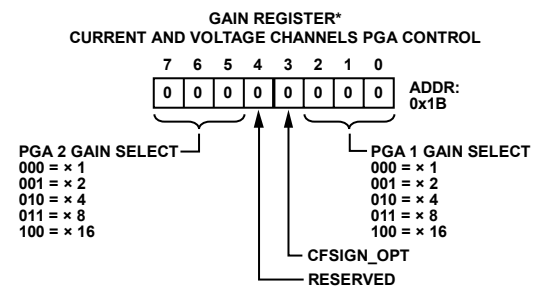 GAIN REGISTER*
CURRENT AND VOLTAGE CHANNELS PGA CONTROL
7 6 5 4 3 2 1 0
0 0 0 0 0 0 0 0
ADDR:
0x1B
PGA 2 GAIN SELECT
000 = × 1
001 = × 2
010 = × 4
011 = × 8
100 = × 16
PGA 1 GAIN SELECT
000 = × 1
001 = × 2
010 = × 4
011 = × 8
100 = × 16
CFSIGN_OPT
RESERVED